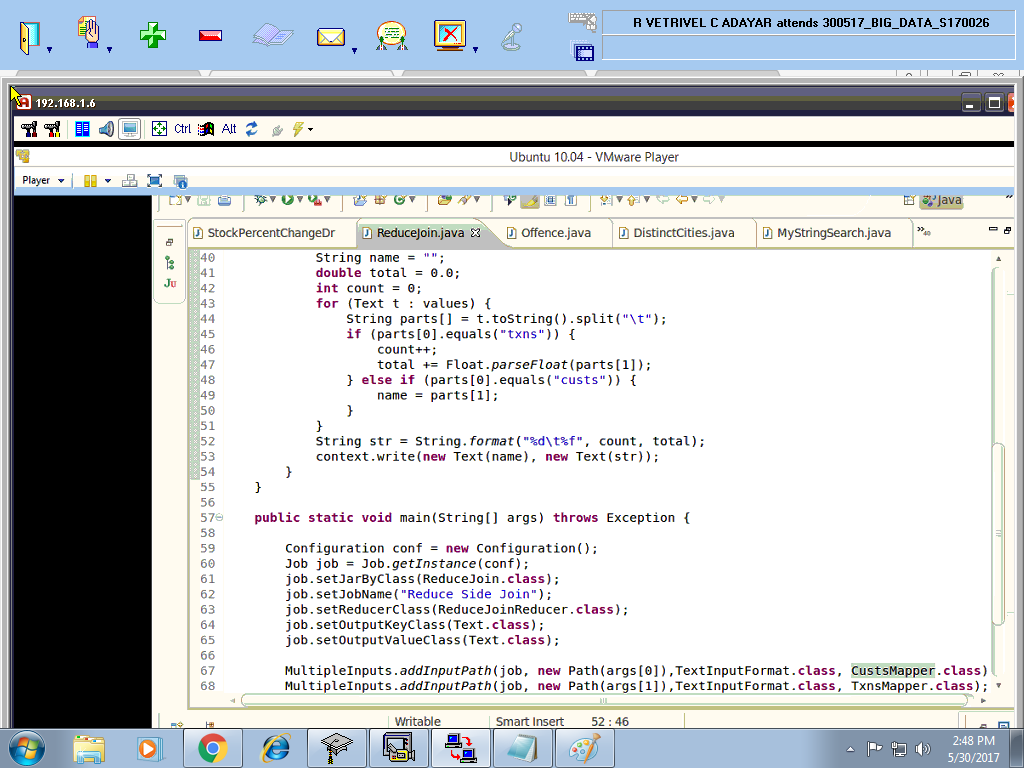 R VETRIVEL C ADAYAR attends 300517_BIG_DATA_S170026
192.168.1.6
Ctrl Alt
Ubuntu 10.04 - VMware Player
Player
Java
StockPercentChangeDr ReduceJoin.java Offence.java DistinctCities.java MyStringSearch.java »40
Ju
40 String name = "";
41 double total = 0.0;
42 int count = 0;
43 for (Text t : values) {
44 String parts[] = t.toString().split("\t");
45 if (parts[0].equals("txns")) {
46 count++;
47 total += Float.parseFloat(parts[1]);
48 } else if (parts[0].equals("custs")) {
49 name = parts[1];
50 }
51 }
52 String str = String.format("%d\t%f", count, total);
53 context.write(new Text(name), new Text(str));
54 }
55 }
56
57 public static void main(String[] args) throws Exception {
58
59 Configuration conf = new Configuration();
60 Job job = Job.getInstance(conf);
61 job.setJarByClass(ReduceJoin.class);
62 job.setJobName("Reduce Side Join");
63 job.setReducerClass(ReduceJoinReducer.class);
64 job.setOutputKeyClass(Text.class);
65 job.setOutputValueClass(Text.class);
66
67 MultipleInputs.addInputPath(job, new Path(args[0]),TextInputFormat.class, CustsMapper.class)
68 MultipleInputs.addInputPath(job, new Path(args[1]),TextInputFormat.class, TxnsMapper.class);
Writable Smart Insert 52 : 46
2:48 PM
5/30/2017